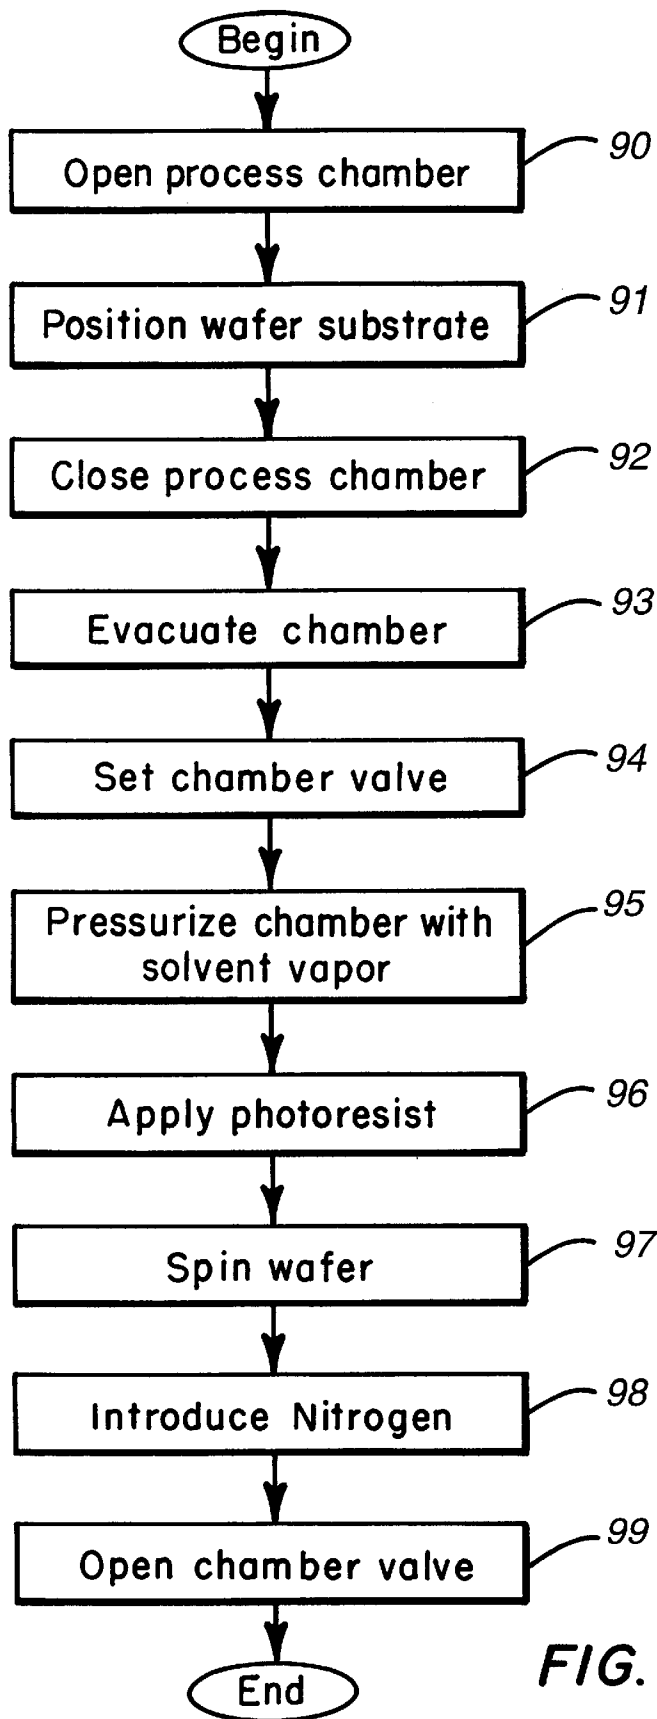 Begin
Open process chamber
90
Position wafer substrate
91
Close process chamber
92
Evacuate chamber
93
Set chamber valve
94
Pressurize chamber with
solvent vapor
95
Apply photoresist
96
Spin wafer
97
Introduce Nitrogen
98
Open chamber valve
99
End
FIG.